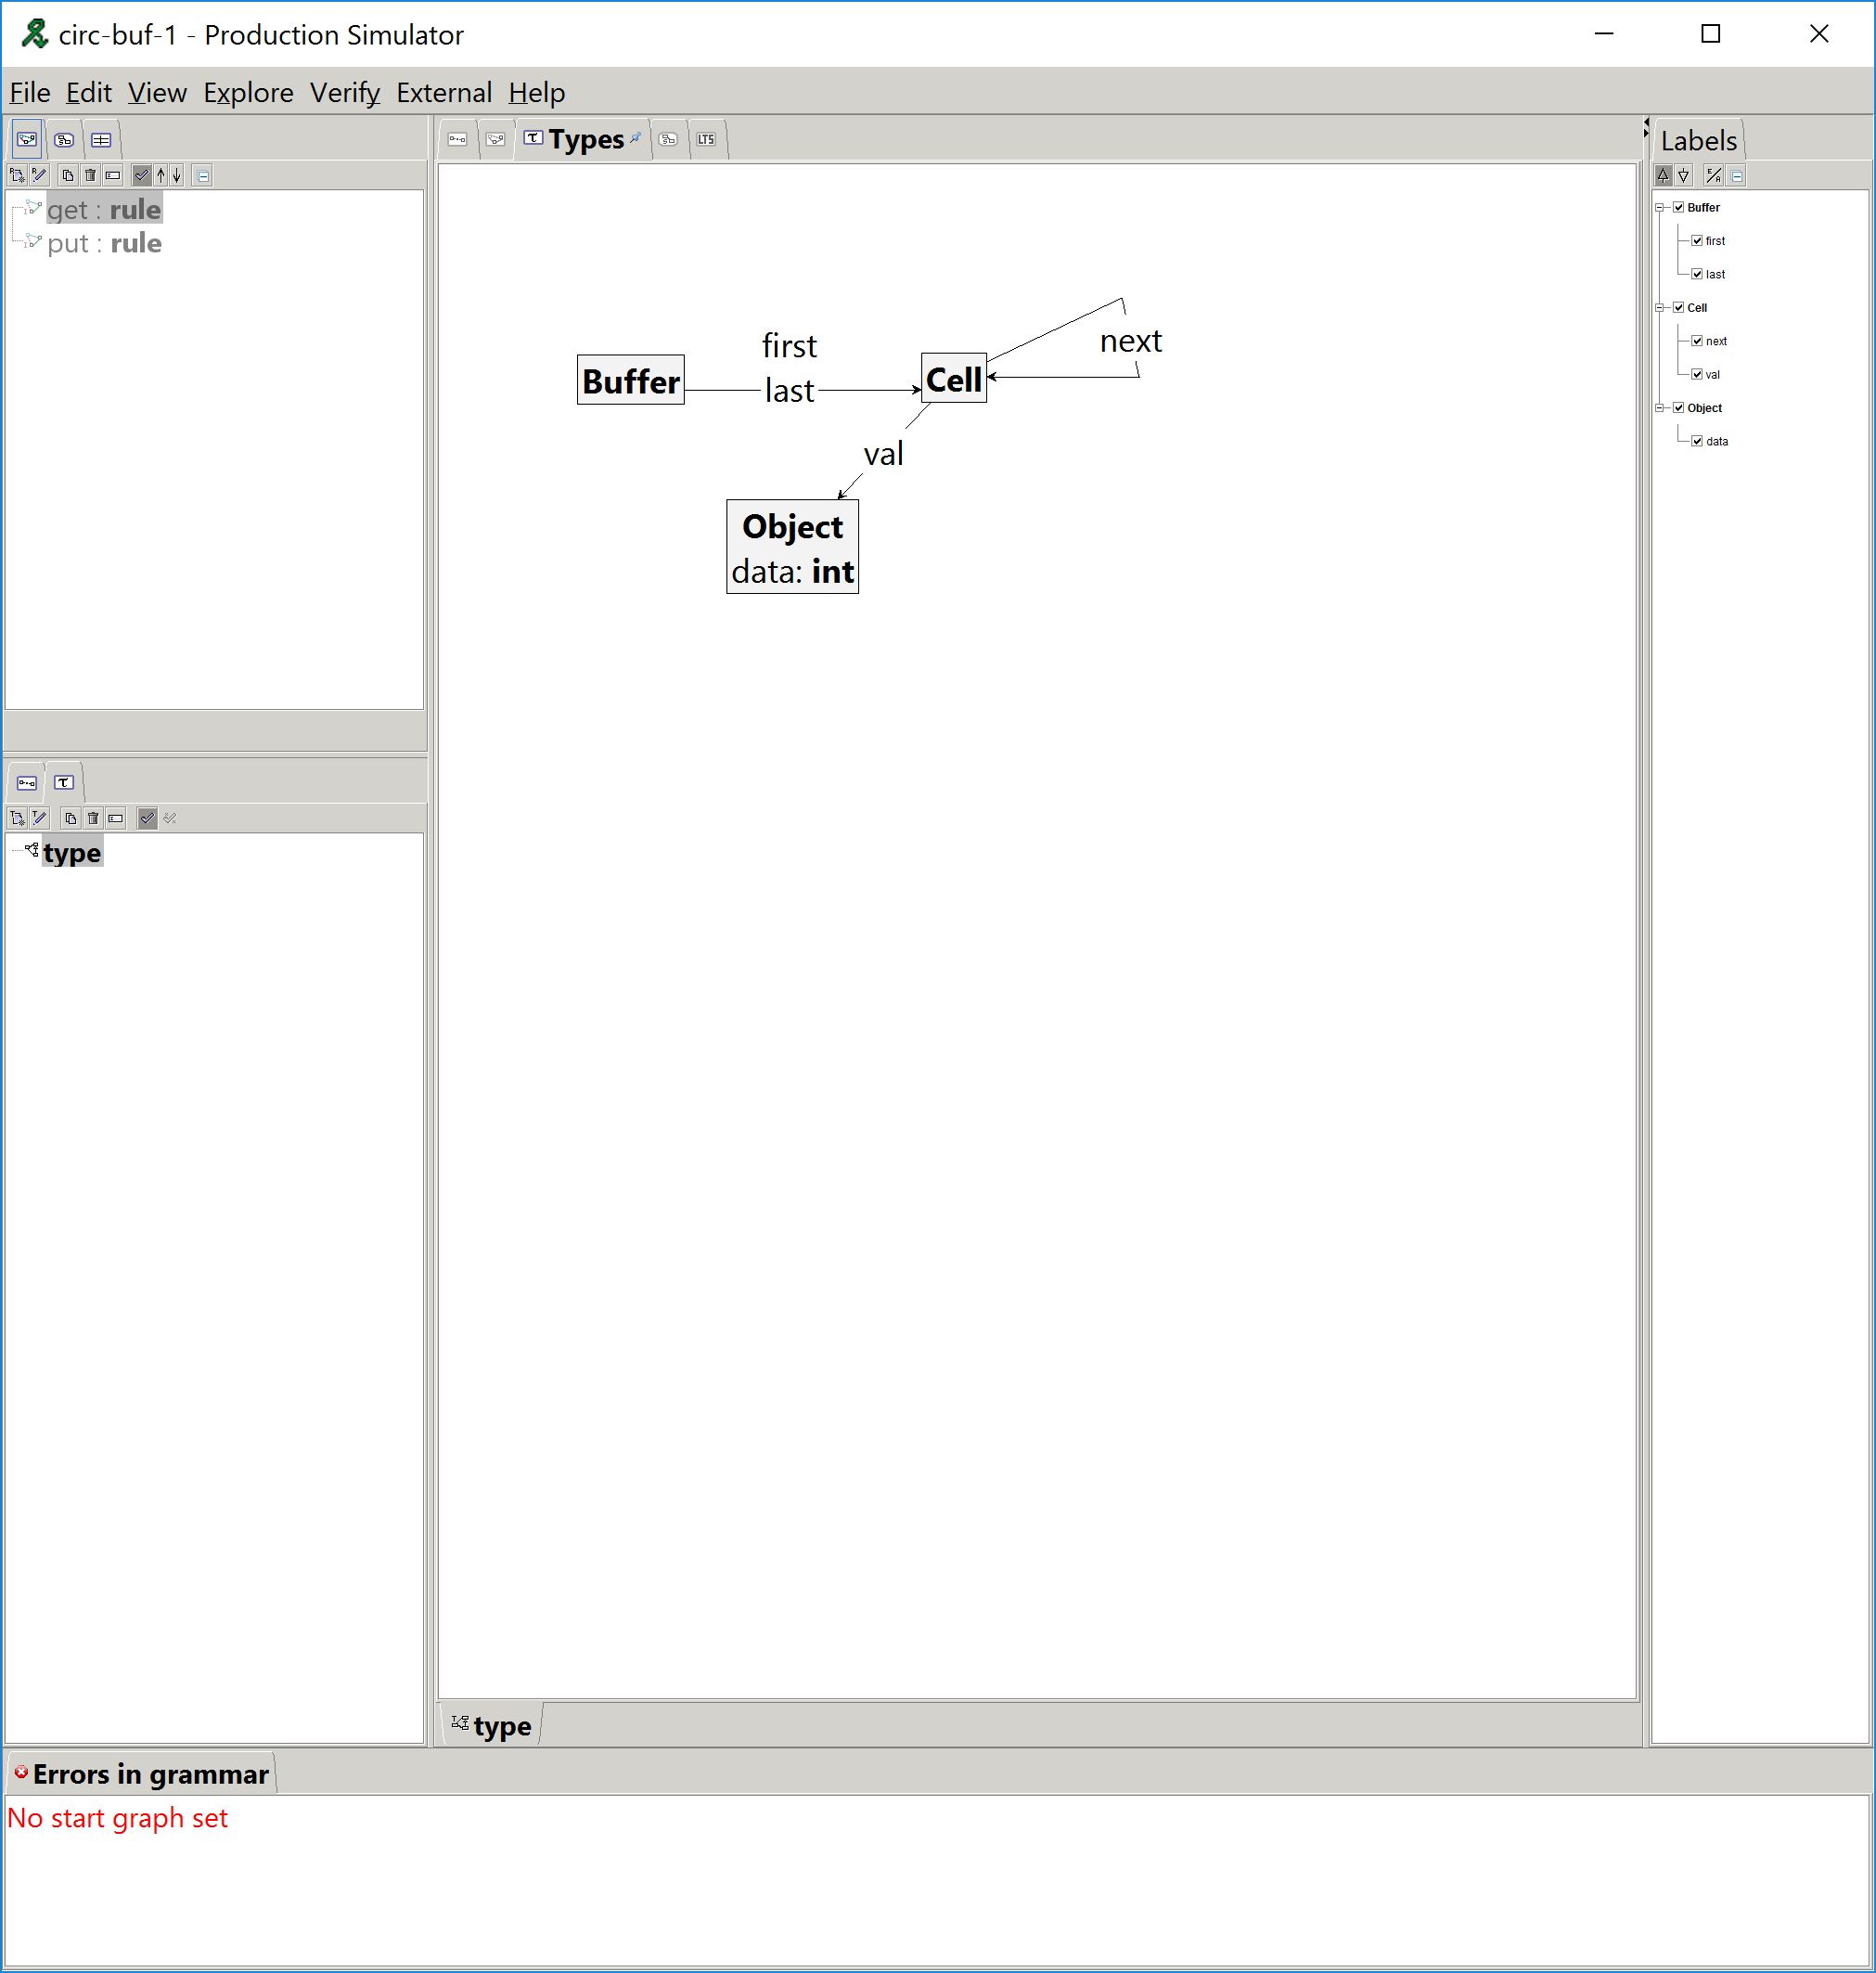 circ-buf-1 - Production Simulator
File Edit View Explore Verify External Help
get : rule
put : rule
type
Types
LTS
first
Buffer
last
Cell
next
val
Object
data: int
type
Labels
Buffer
first
last
Cell
next
val
Object
data
Errors in grammar
No start graph set